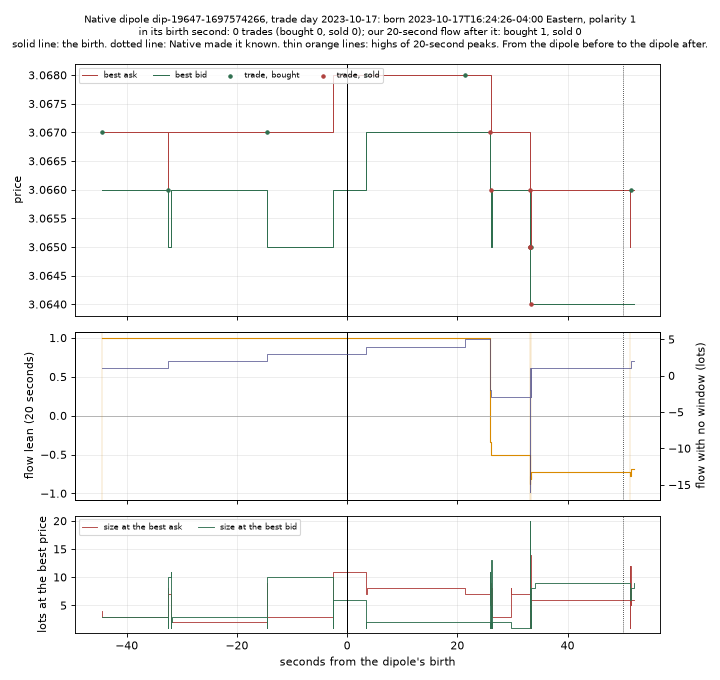 Native dipole dip-19647-1697574266, trade day 2023-10-17: born 2023-10-17T16:24:26-04:00 Eastern, polarity 1
in its birth second: 0 trades (bought 0, sold 0); our 20-second flow after it: bought 1, sold 0
solid line: the birth. dotted line: Native made it known. thin orange lines: highs of 20-second peaks. From the dipole before to the dipole after.
best ask best bid trade, bought trade, sold
3.0680
3.0675
3.0670
3.0665
3.0660
3.0655
3.0650
3.0645
3.0640
price
1.0
0.5
0.0
−0.5
−1.0
flow lean (20 seconds)
5
0
−5
−10
−15
flow with no window (lots)
size at the best ask size at the best bid
20
15
10
5
lots at the best price
−40 −20 0 20 40
seconds from the dipole's birth